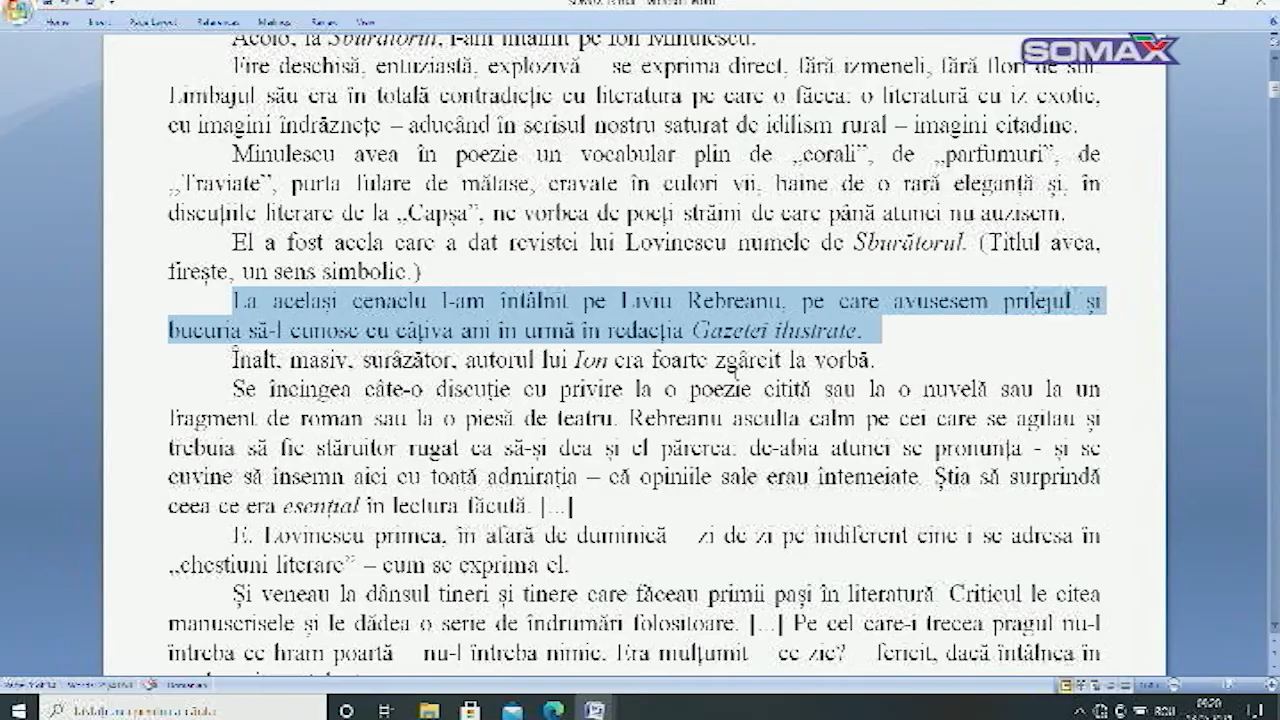 Home Insert Page Layout References Mailings Review View
Acolo, la Sburătorul, l-am întâlnit pe Ion Minulescu.
SOMAX
Fire deschisă, entuziastă, explozivă se exprima direct, fără izmeneli, fără flori de stil.
Limbajul său era în totală contradicție cu literatura pe care o făcea: o literatură cu iz exotic,
cu imagini îndrăznețe – aducând în scrisul nostru saturat de idilism rural – imagini citadine.
Minulescu avea în poezie un vocabular plin de „corali”, de „parfumuri”, de
„Traviate”, purta fulare de mătase, cravate în culori vii, haine de o rară eleganță și, în
discuțiile literare de la „Capșa”, ne vorbea de poeți străini de care până atunci nu auzisem.
El a fost acela care a dat revistei lui Lovinescu numele de Sburătorul. (Titlul avea,
firește, un sens simbolic.)
La același cenaclu l-am întâlnit pe Liviu Rebreanu, pe care avusesem prilejul și
bucuria să-l cunosc cu câțiva ani în urmă în redacția Gazetei ilustrate.
Înalt, masiv, surâzător, autorul lui Ion era foarte zgârcit la vorbă.
Se încingea câte-o discuție cu privire la o poezie citită sau la o nuvelă sau la un
fragment de roman sau la o piesă de teatru. Rebreanu asculta calm pe cei care se agitau și
trebuia să fie stăruitor rugat ca să-și dea și el părerea: de-abia atunci se pronunța - și se
cuvine să însemn aici cu toată admirația – că opiniile sale erau întemeiate. Știa să surprindă
ceea ce era esențial în lectura făcută. [...]
E. Lovinescu primea, în afară de duminică zi de zi pe indiferent cine i se adresa în
„chestiuni literare” – cum se exprima el.
Și veneau la dânsul tineri și tinere care făceau primii pași în literatură. Criticul le citea
manuscrisele și le dădea o serie de îndrumări folositoare. [...] Pe cel care-i trecea pragul nu-l
întreba ce hram poartă nu-l întreba nimic. Era mulțumit ce zic? fericit, dacă întâlnea în
Romanian
09:20